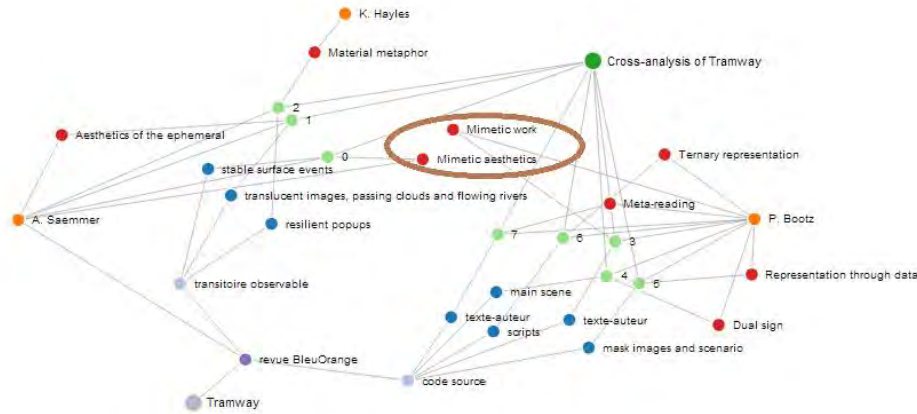 K. Hayles
Material metaphor
Cross-analysis of Tramway
2
1
Aesthetics of the ephemeral
Mimetic work
0
Mimetic aesthetics
Ternary representation
stable surface events
translucent images, passing clouds and flowing rivers
Meta-reading
A. Saemmer
resilient popups
7
6
3
P. Bootz
transitoire observable
4
5
Representation through data
main scene
texte-auteur
texte-auteur
Dual sign
scripts
mask images and scenario
revue BleuOrange
code source
Tramway